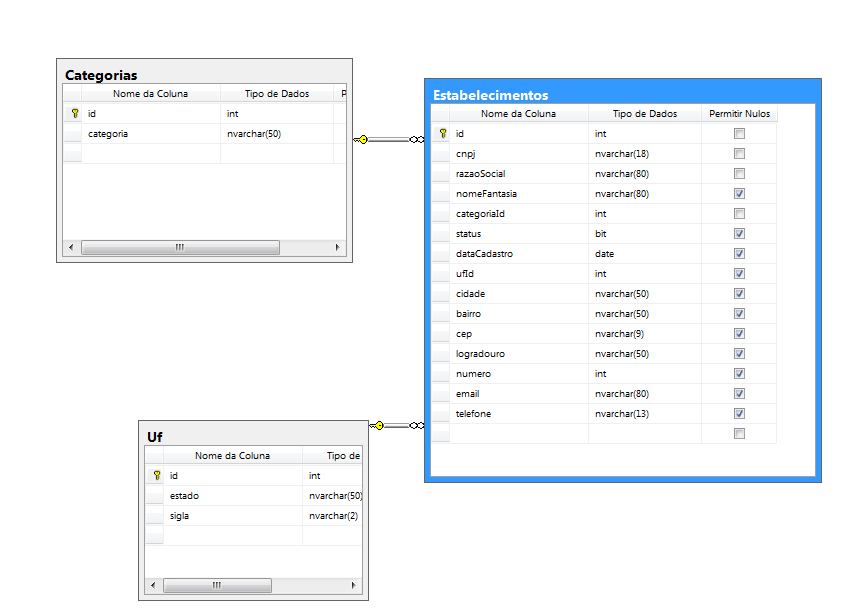 Categorias
Nome da Coluna Tipo de Dados P
id int
categoria nvarchar(50)
Estabelecimentos
Nome da Coluna Tipo de Dados Permitir Nulos
id int
cnpj nvarchar(18)
razaoSocial nvarchar(80)
nomeFantasia nvarchar(80)
categoriaId int
status bit
dataCadastro date
ufId int
cidade nvarchar(50)
bairro nvarchar(50)
cep nvarchar(9)
logradouro nvarchar(50)
numero int
email nvarchar(80)
telefone nvarchar(13)
Uf
Nome da Coluna Tipo de
id int
estado nvarchar(50)
sigla nvarchar(2)